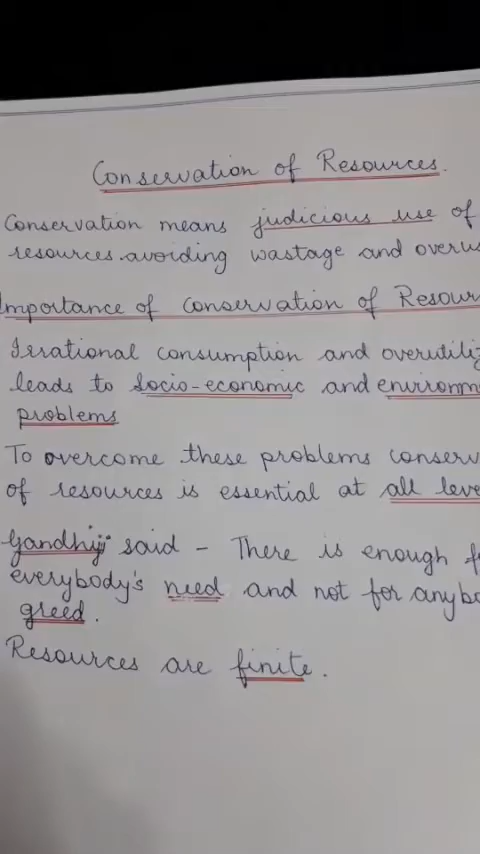 Conservation of Resources.
Conservation means judicious use of
resources avoiding wastage and overus
Importance of conservation of Resour
Irrational consumption and overutiliz
leads to Socio-economic and environm
problems
To overcome these problems conserv
of resources is essential at all leve
Gandhiji said - There is enough f
everybody's need and not for anybo
greed.
Resources are finite.